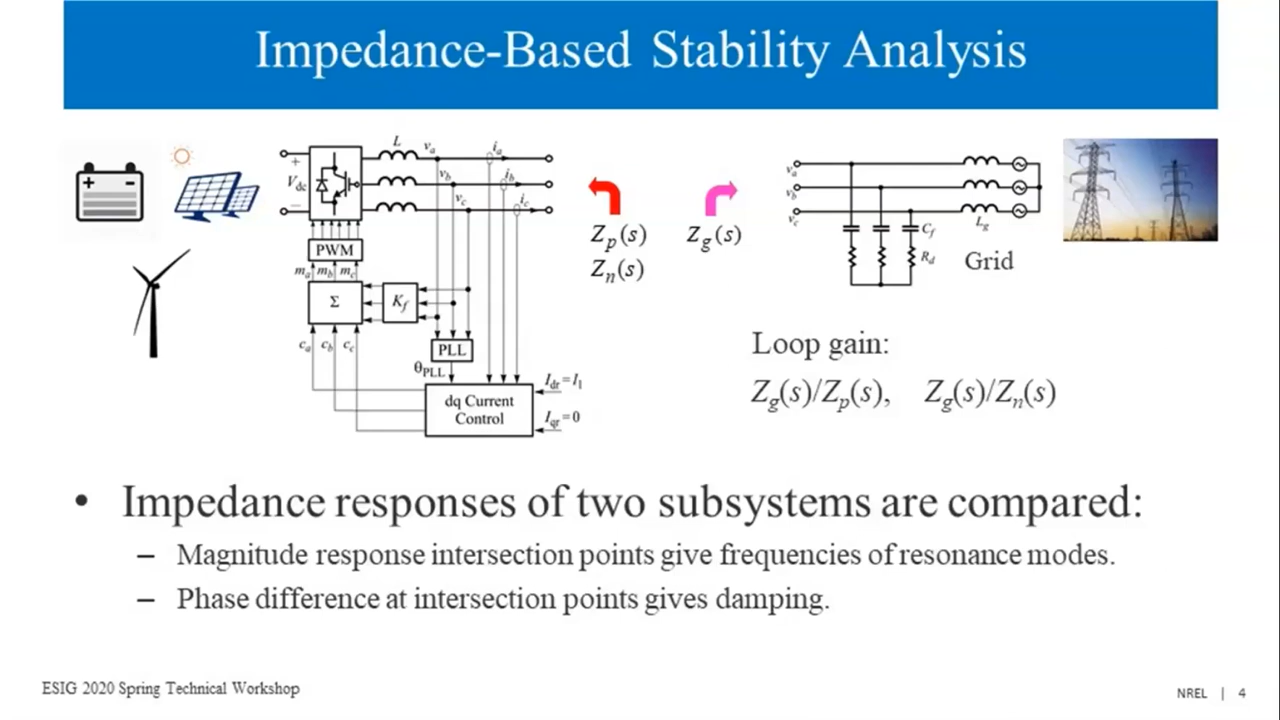 Impedance-Based Stability Analysis
L
v_a
i_a
v_b
i_b
v_c
i_c
+
V_dc
−
PWM
m_a m_b m_c
Σ
K_f
c_a c_b c_c
PLL
θ_PLL
dq Current
Control
I_dr=I_1
I_qr=0
Z_p(s)
Z_n(s)
Z_g(s)
v_a
v_b
v_c
C_f
R_d
L_g
Grid
+ −
Loop gain:
Z_g(s)/Z_p(s), Z_g(s)/Z_n(s)
• Impedance responses of two subsystems are compared:
– Magnitude response intersection points give frequencies of resonance modes.
– Phase difference at intersection points gives damping.
ESIG 2020 Spring Technical Workshop
NREL | 4